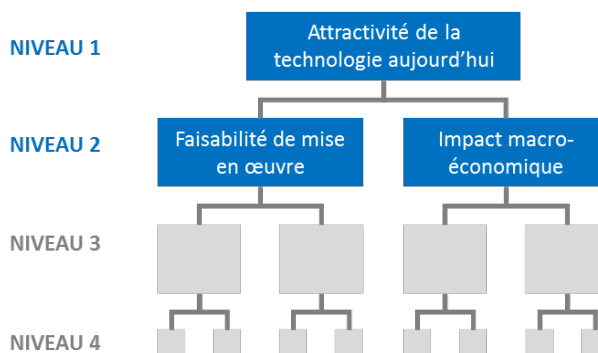 NIVEAU 1
Attractivité de la
technologie aujourd'hui
NIVEAU 2
Faisabilité de mise
en œuvre
Impact macro-
économique
NIVEAU 3
NIVEAU 4